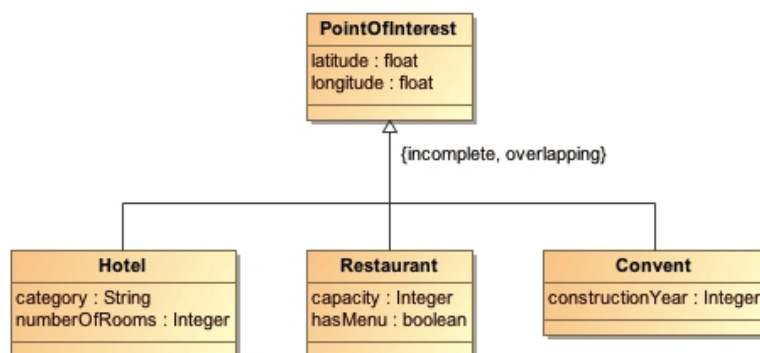 PointOfInterest
latitude : float
longitude : float
{incomplete, overlapping}
Hotel
category : String
numberOfRooms : Integer
Restaurant
capacity : Integer
hasMenu : boolean
Convent
constructionYear : Integer